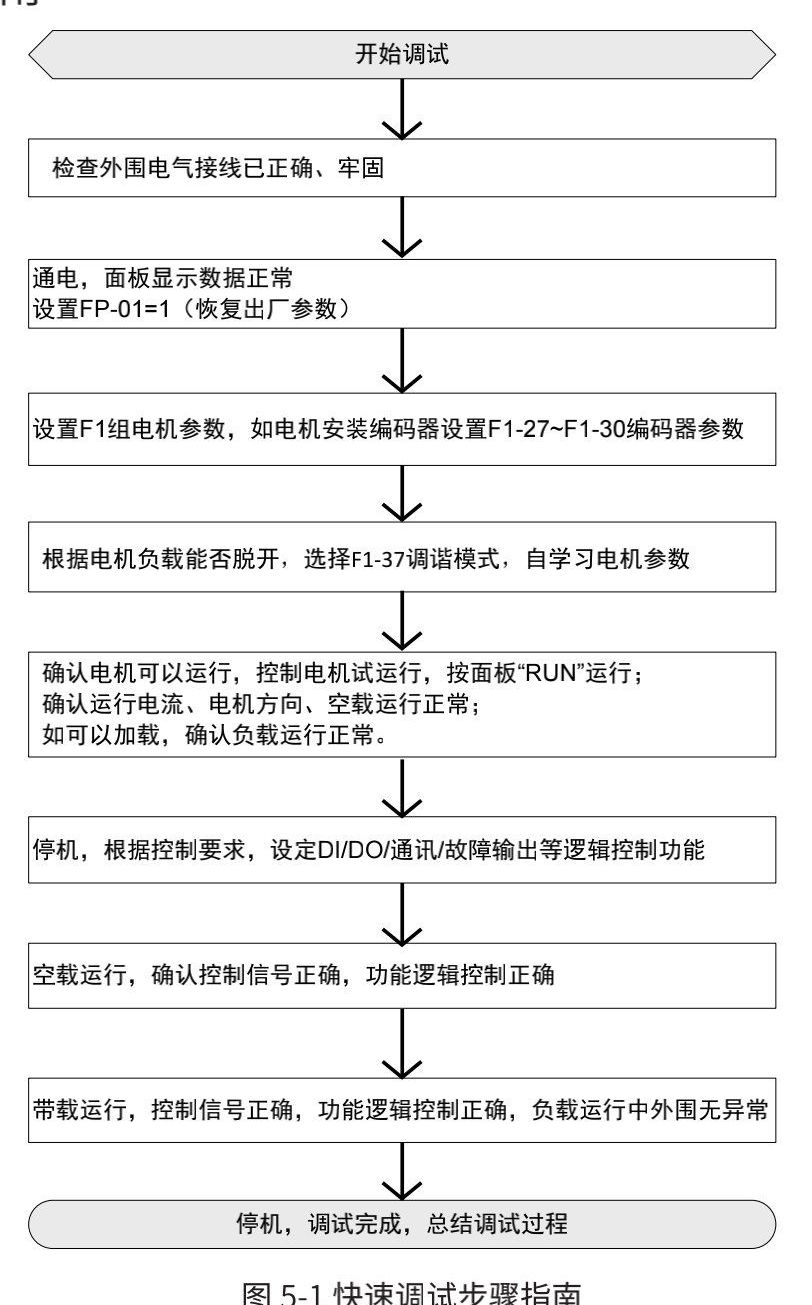 开始调试
检查外围电气接线已正确、牢固
通电，面板显示数据正常
设置FP-01=1（恢复出厂参数）
设置F1组电机参数，如电机安装编码器设置F1-27~F1-30编码器参数
根据电机负载能否脱开，选择F1-37调谐模式，自学习电机参数
确认电机可以运行，控制电机试运行，按面板“RUN”运行；
确认运行电流、电机方向、空载运行正常；
如可以加载，确认负载运行正常。
停机，根据控制要求，设定DI/DO/通讯/故障输出等逻辑控制功能
空载运行，确认控制信号正确，功能逻辑控制正确
带载运行，控制信号正确，功能逻辑控制正确，负载运行中外围无异常
停机，调试完成，总结调试过程
图 5-1 快速调试步骤指南